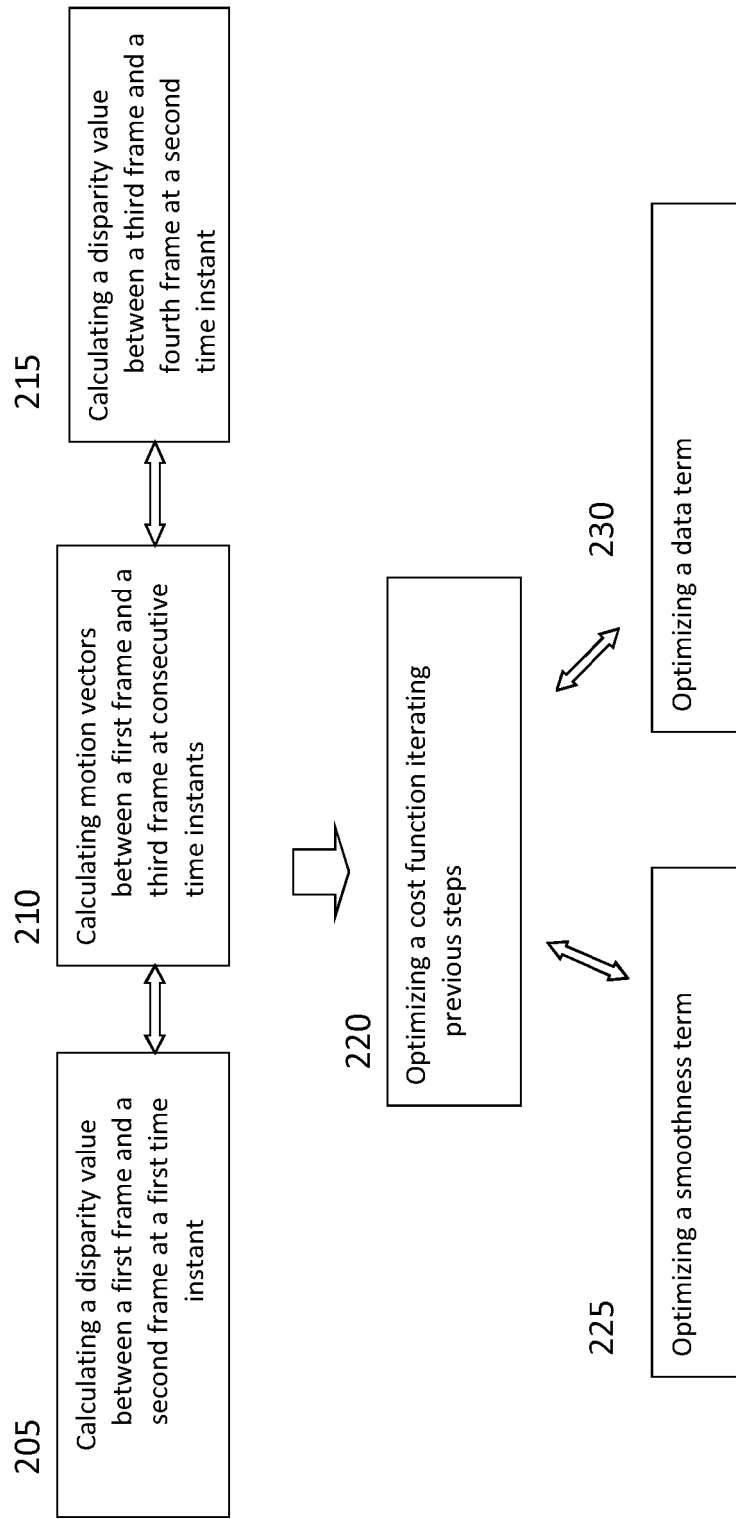 205
Calculating a disparity value
between a first frame and a
second frame at a first time
instant
210
Calculating motion vectors
between a first frame and a
third frame at consecutive
time instants
215
Calculating a disparity value
between a third frame and a
fourth frame at a second
time instant
220
Optimizing a cost function iterating
previous steps
225
Optimizing a smoothness term
230
Optimizing a data term